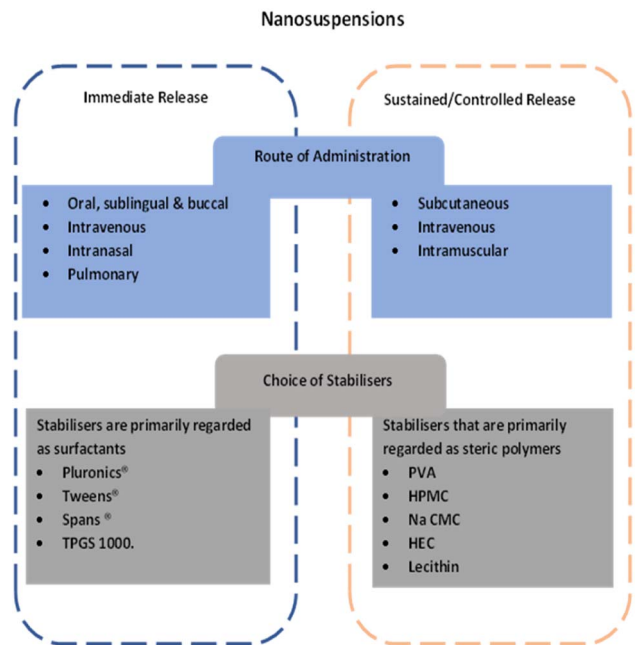 Nanosuspensions
Immediate Release
Sustained/Controlled Release
Route of Administration
• Oral, sublingual & buccal
• Intravenous
• Intranasal
• Pulmonary
• Subcutaneous
• Intravenous
• Intramuscular
Choice of Stabilisers
Stabilisers are primarily regarded
as surfactants
• Pluronics®
• Tweens®
• Spans ®
• TPGS 1000.
Stabilisers that are primarily
regarded as steric polymers
• PVA
• HPMC
• Na CMC
• HEC
• Lecithin